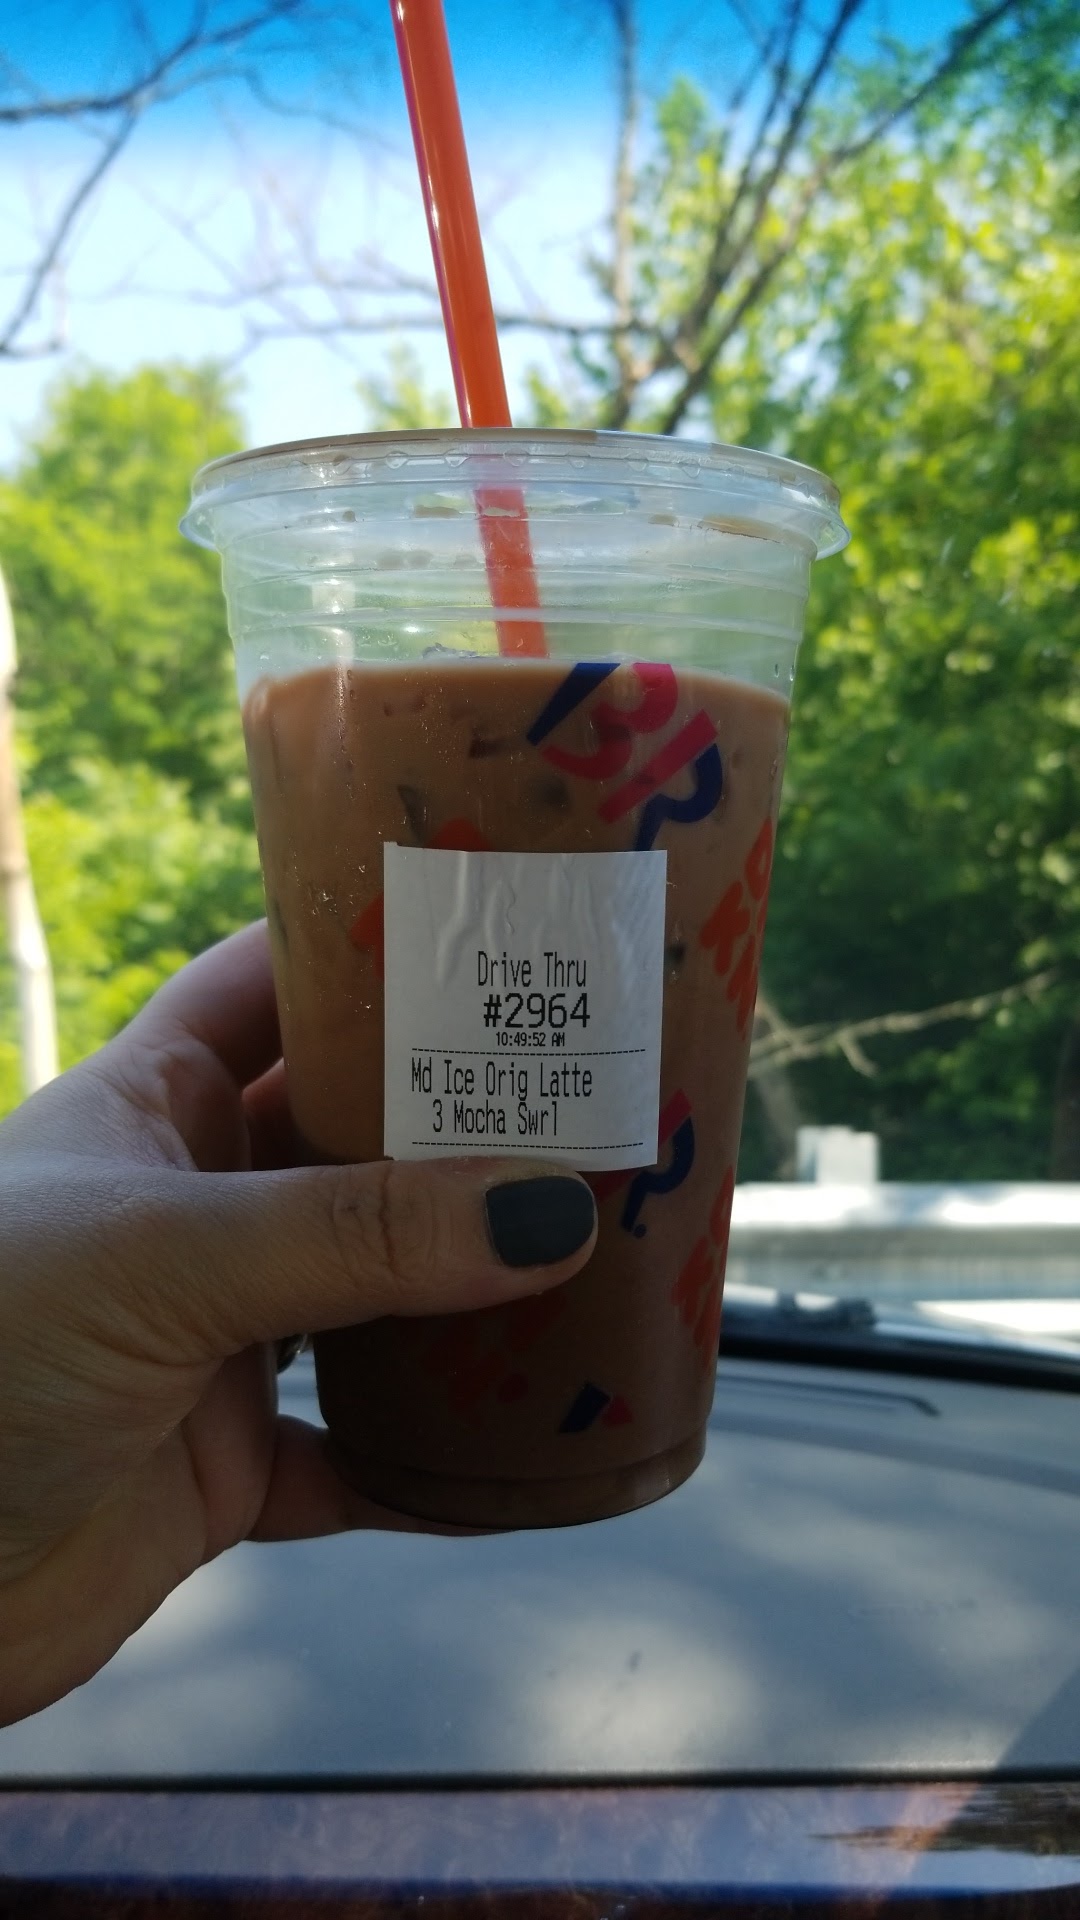 Drive Thru
#2964
10:49:52 AM
Md Ice Orig Latte
3 Mocha Swrl